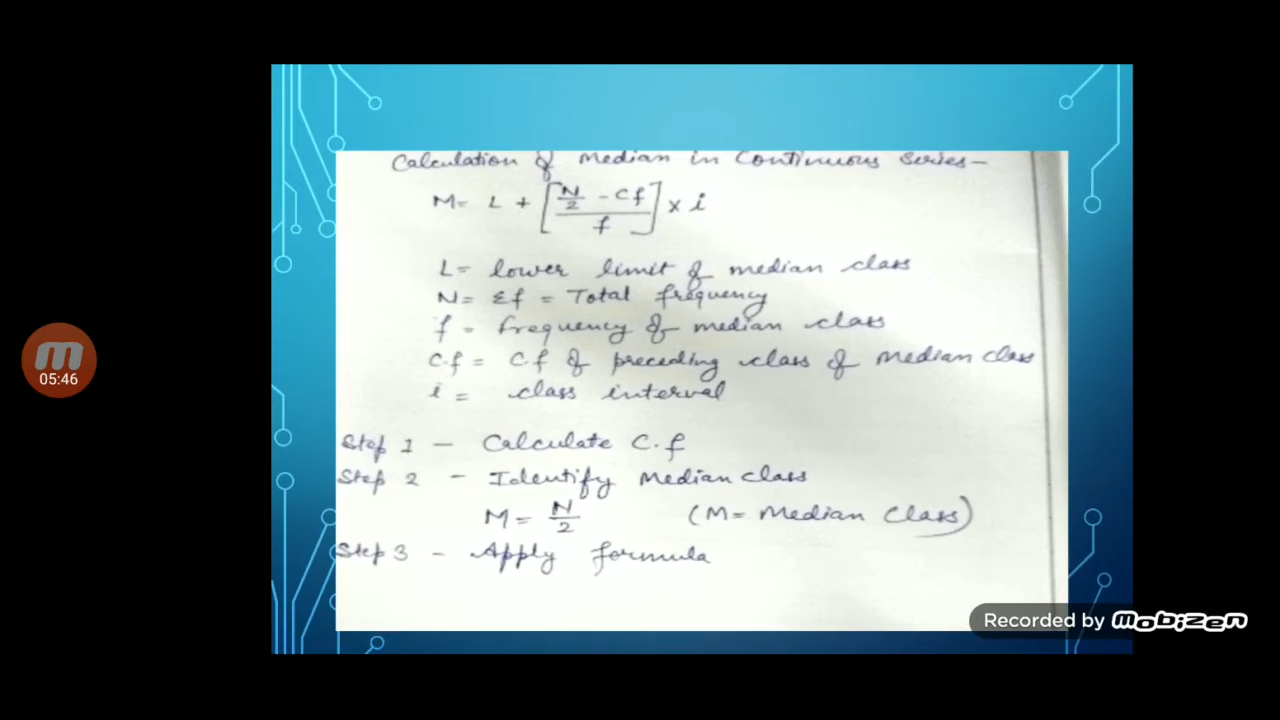 Calculation of Median in Continuous Series-
M= L + [N/2 - Cf / f] x i
L= lower limit of median class
N= Σf = Total frequency
f = frequency of median class
C.f = C.f of preceding class of Median Class
i = class interval
Step 1 - Calculate C.f
Step 2 - Identify Median class
M = N/2 (M= Median Class)
Step 3 - Apply formula
05:46
Recorded by mobizen